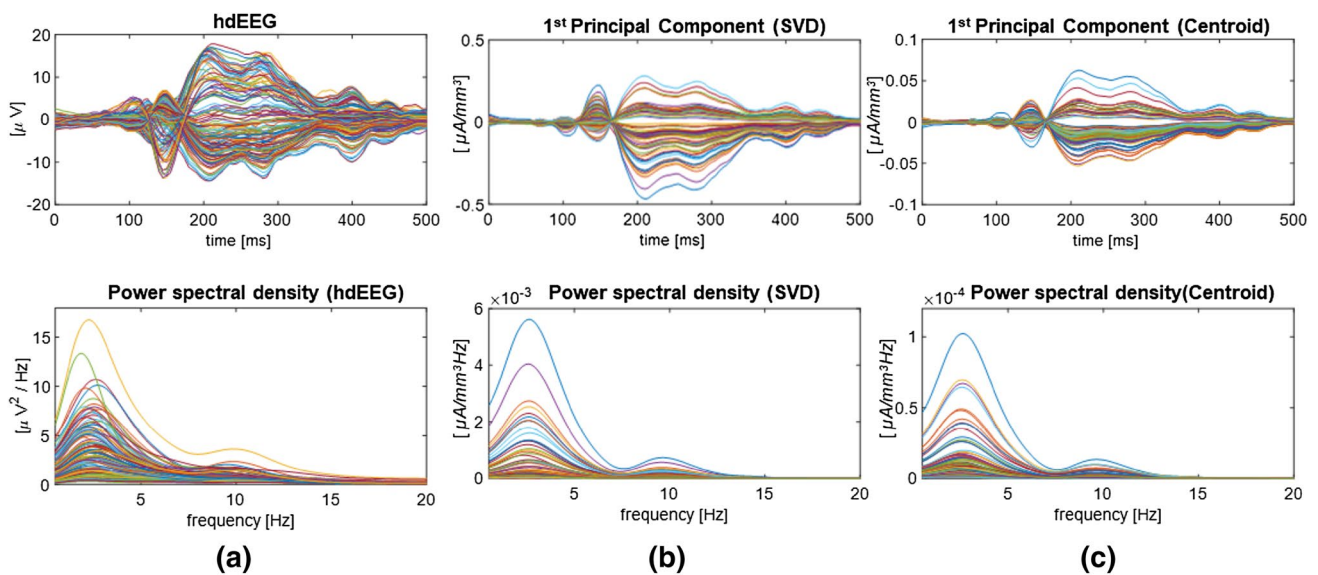 hdEEG
20
10
0
-10
-20
[μ V]
0 100 200 300 400 500
time [ms]
1st Principal Component (SVD)
0.5
0
-0.5
[ μA/mm³]
0 100 200 300 400 500
time [ms]
1st Principal Component (Centroid)
0.1
0.05
0
-0.05
-0.1
[ μA/mm³]
0 100 200 300 400 500
time [ms]
Power spectral density (hdEEG)
15
10
5
0
[μ V² / Hz]
5 10 15 20
frequency [Hz]
Power spectral density (SVD)
×10⁻³
6
4
2
0
[ μA/mm³Hz]
5 10 15 20
frequency [Hz]
Power spectral density(Centroid)
×10⁻⁴
1
0.5
0
[ μA/mm³Hz]
5 10 15 20
frequency [Hz]
(a) (b) (c)